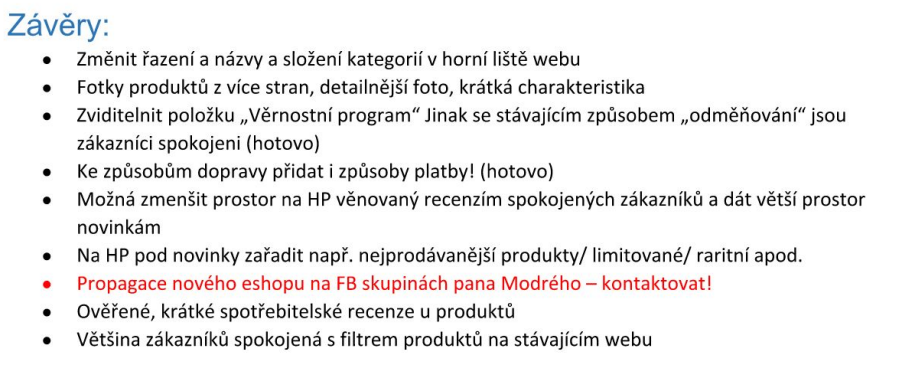 Závěry:
• Změnit řazení a názvy a složení kategorií v horní liště webu
• Fotky produktů z více stran, detailnější foto, krátká charakteristika
• Zviditelnit položku „Věrnostní program“ Jinak se stávajícím způsobem „odměňování“ jsou
zákazníci spokojeni (hotovo)
• Ke způsobům dopravy přidat i způsoby platby! (hotovo)
• Možná zmenšit prostor na HP věnovaný recenzím spokojených zákazníků a dát větší prostor
novinkám
• Na HP pod novinky zařadit např. nejprodávanější produkty/ limitované/ raritní apod.
• Propagace nového eshopu na FB skupinách pana Modrého – kontaktovat!
• Ověřené, krátké spotřebitelské recenze u produktů
• Většina zákazníků spokojená s filtrem produktů na stávajícím webu